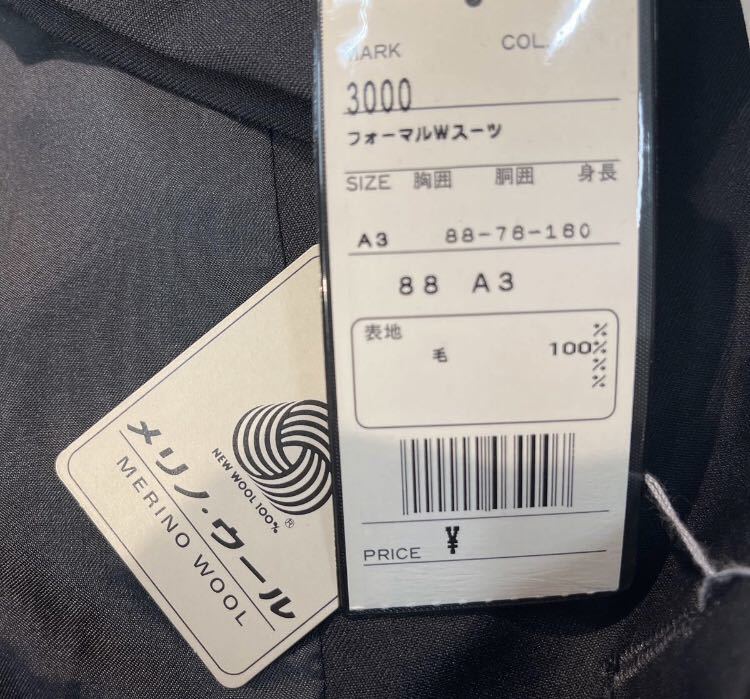 MARK COL.
3000
フォーマルWスーツ
SIZE 胸囲 胴囲 身長
A3 88-76-160
88 A3
表地 %
毛 100%
%
%
PRICE ¥
NEW WOOL 100% ®
メリノ・ウール
MERINO WOOL